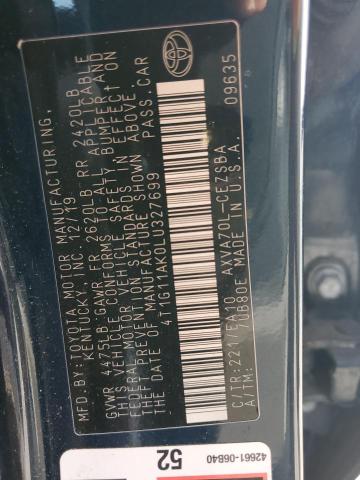 MFD.BY:TOYOTA MOTOR MANUFACTURING,
KENTUCKY, INC. 12/19
GVWR 4475LB GAWR FR 2620LB RR 2420LB
THIS VEHICLE CONFORMS TO ALL APPLICABLE
FEDERAL MOTOR VEHICLE SAFETY, BUMPER, AND
THEFT PREVENTION STANDARDS IN EFFECT ON
THE DATE OF MANUFACTURE SHOWN ABOVE.
4T1G11AK0LU327699 PASS.CAR
C/TR:221/EA10 AXVA70L-CEZSBA
A/TM: 70B80E MADE IN U.S.A. 09635
42661-06B40
52